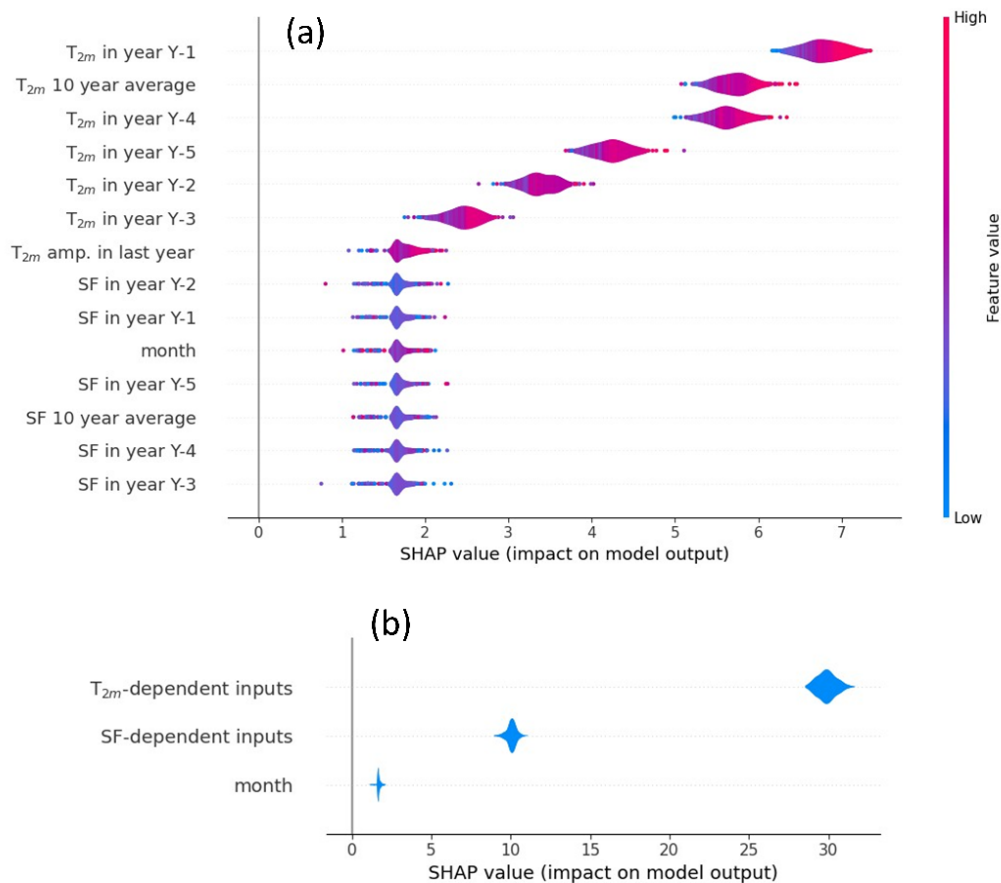 (a)
High
T2m in year Y-1
T2m 10 year average
T2m in year Y-4
T2m in year Y-5
T2m in year Y-2
T2m in year Y-3
T2m amp. in last year
SF in year Y-2
SF in year Y-1
month
SF in year Y-5
SF 10 year average
SF in year Y-4
SF in year Y-3
Feature value
Low
0 1 2 3 4 5 6 7
SHAP value (impact on model output)
(b)
T2m-dependent inputs
SF-dependent inputs
month
0 5 10 15 20 25 30
SHAP value (impact on model output)